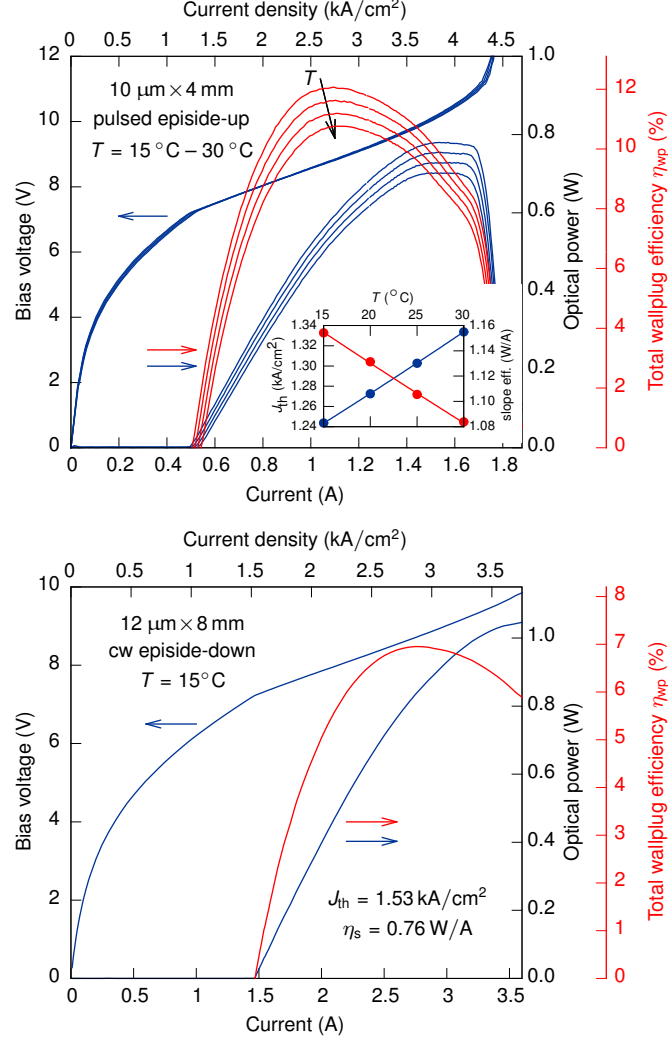 Current density (kA/cm²)
0 0.5 1.0 1.5 2.0 2.5 3.0 3.5 4.0 4.5
12 10 8 6 4 2 0
Bias voltage (V)
10 μm × 4 mm
pulsed episide-up
T = 15 °C – 30 °C
T
1.0 0.8 0.6 0.4 0.2 0.0
Optical power (W)
12 10 8 6 4 2 0
Total wallplug efficiency ηwp (%)
T (°C)
15 20 25 30
1.34 1.33 1.30 1.28 1.26 1.24
Jth (kA/cm²)
1.16 1.14 1.12 1.10 1.08
slope eff. (W/A)
0 0.2 0.4 0.6 0.8 1.0 1.2 1.4 1.6 1.8
Current (A)
Current density (kA/cm²)
0 0.5 1.0 1.5 2.0 2.5 3.0 3.5
10 8 6 4 2 0
Bias voltage (V)
12 μm × 8 mm
cw episide-down
T = 15°C
1.0 0.8 0.6 0.4 0.2 0.0
Optical power (W)
8 7 6 5 4 3 2 1 0
Total wallplug efficiency ηwp (%)
Jth = 1.53 kA/cm²
ηs = 0.76 W/A
0 0.5 1 1.5 2 2.5 3 3.5
Current (A)